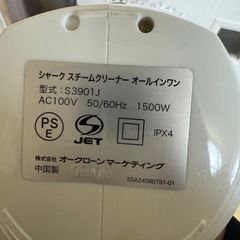 シャーク スチームクリーナー オールインワン
型式：S3901J
AC100V 50/60Hz 1500W
PS
E
S
JET
IPX4
株式会社 オークローンマーケティング
中国製
SSA240807S1-01